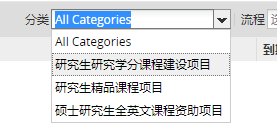 分类 All Categories 流程
All Categories
研究生研究学分课程建设项目
研究生精品课程项目
硕士研究生全英文课程资助项目